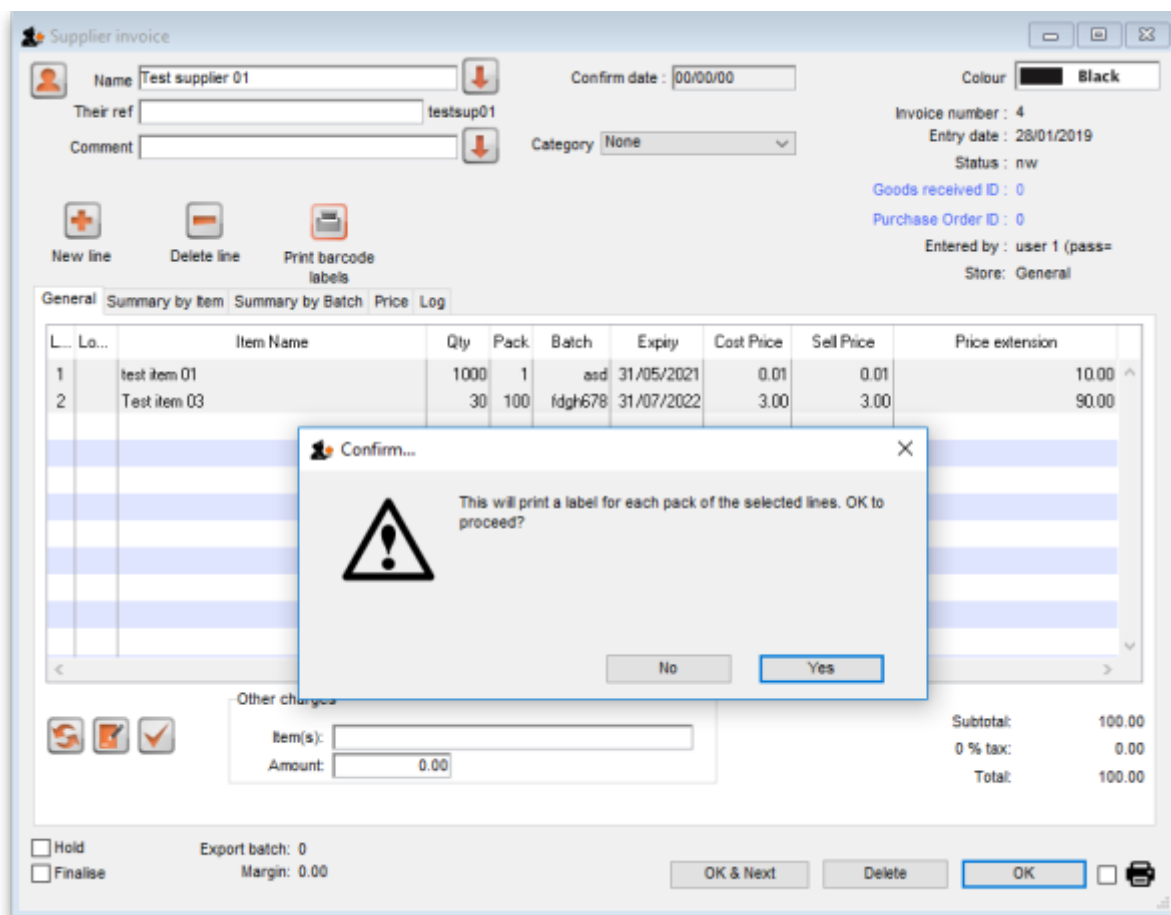 Supplier invoice
Name Test supplier 01 Confirm date : 00/00/00 Colour Black
Their ref testsup01 Invoice number : 4
Comment Category None Entry date : 28/01/2019
Status : nw
Goods received ID : 0
Purchase Order ID : 0
New line Delete line Print barcode labels Entered by : user 1 (pass=
Store: General
General Summary by Item Summary by Batch Price Log
L... Lo... Item Name Qty Pack Batch Expiry Cost Price Sell Price Price extension
1 test item 01 1000 1 asd 31/05/2021 0.01 0.01 10.00
2 Test item 03 30 100 fdgh678 31/07/2022 3.00 3.00 90.00
Confirm...
This will print a label for each pack of the selected lines. OK to
proceed?
No Yes
Other charges
Item(s): Subtotal: 100.00
Amount: 0.00 0 % tax: 0.00
Total: 100.00
Hold Export batch: 0
Finalise Margin: 0.00 OK & Next Delete OK